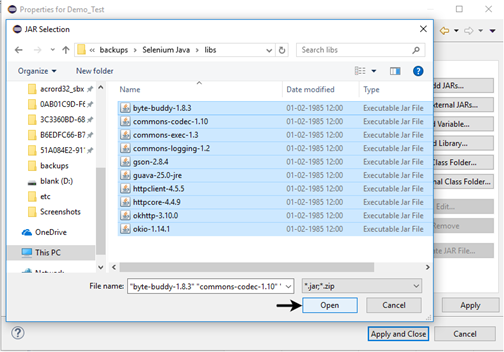 Properties for Demo_Test
JAR Selection
« backups › Selenium Java › libs
Search libs
Organize
New folder
Name
Date modified
Type
acrord32_sbx
0AB01C9D-F6
3C3360BD-68
B6EDFC66-B7
51A084E2-91
backups
blank (D:)
etc
Screenshots
OneDrive
This PC
byte-buddy-1.8.3 01-02-1985 12:00 Executable Jar File
commons-codec-1.10 01-02-1985 12:00 Executable Jar File
commons-exec-1.3 01-02-1985 12:00 Executable Jar File
commons-logging-1.2 01-02-1985 12:00 Executable Jar File
gson-2.8.4 01-02-1985 12:00 Executable Jar File
guava-25.0-jre 01-02-1985 12:00 Executable Jar File
httpclient-4.5.5 01-02-1985 12:00 Executable Jar File
httpcore-4.4.9 01-02-1985 12:00 Executable Jar File
okhttp-3.10.0 01-02-1985 12:00 Executable Jar File
okio-1.14.1 01-02-1985 12:00 Executable Jar File
File name:
"byte-buddy-1.8.3" "commons-codec-1.10" "
*.jar;*.zip
Open
Cancel
dd JARs...
ternal JARs...
d Variable...
d Library...
Class Folder...
nal Class Folder...
Edit...
Remove
te JAR File...
Apply
Apply and Close
Cancel